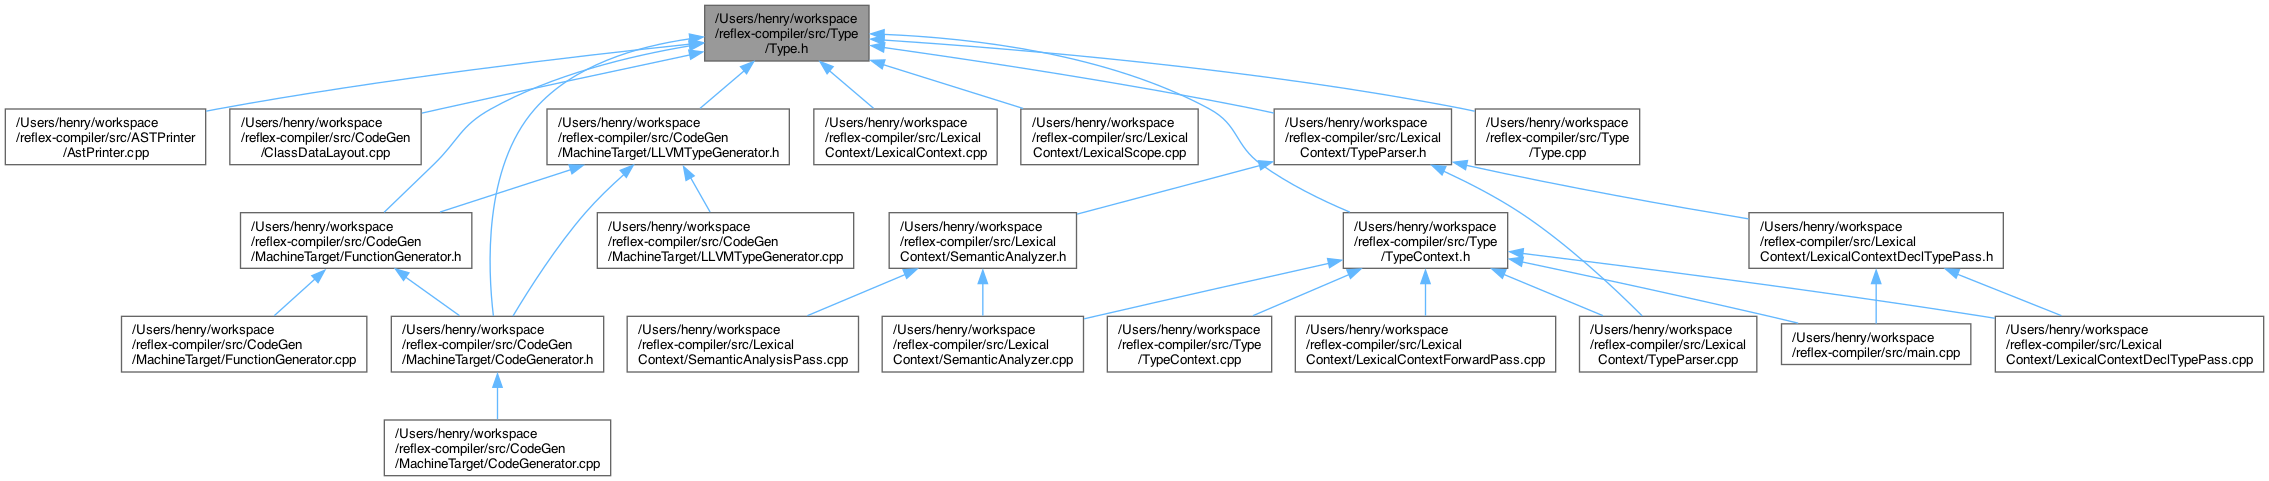 /Users/henry/workspace
/reflex-compiler/src/Type
/Type.h
/Users/henry/workspace
/reflex-compiler/src/ASTPrinter
/AstPrinter.cpp
/Users/henry/workspace
/reflex-compiler/src/CodeGen
/ClassDataLayout.cpp
/Users/henry/workspace
/reflex-compiler/src/CodeGen
/MachineTarget/LLVMTypeGenerator.h
/Users/henry/workspace
/reflex-compiler/src/Lexical
Context/LexicalContext.cpp
/Users/henry/workspace
/reflex-compiler/src/Lexical
Context/LexicalScope.cpp
/Users/henry/workspace
/reflex-compiler/src/Lexical
Context/TypeParser.h
/Users/henry/workspace
/reflex-compiler/src/Type
/Type.cpp
/Users/henry/workspace
/reflex-compiler/src/CodeGen
/MachineTarget/FunctionGenerator.h
/Users/henry/workspace
/reflex-compiler/src/CodeGen
/MachineTarget/LLVMTypeGenerator.cpp
/Users/henry/workspace
/reflex-compiler/src/Lexical
Context/SemanticAnalyzer.h
/Users/henry/workspace
/reflex-compiler/src/Type
/TypeContext.h
/Users/henry/workspace
/reflex-compiler/src/Lexical
Context/LexicalContextDeclTypePass.h
/Users/henry/workspace
/reflex-compiler/src/CodeGen
/MachineTarget/FunctionGenerator.cpp
/Users/henry/workspace
/reflex-compiler/src/CodeGen
/MachineTarget/CodeGenerator.h
/Users/henry/workspace
/reflex-compiler/src/Lexical
Context/SemanticAnalysisPass.cpp
/Users/henry/workspace
/reflex-compiler/src/Lexical
Context/SemanticAnalyzer.cpp
/Users/henry/workspace
/reflex-compiler/src/Type
/TypeContext.cpp
/Users/henry/workspace
/reflex-compiler/src/Lexical
Context/LexicalContextForwardPass.cpp
/Users/henry/workspace
/reflex-compiler/src/Lexical
Context/TypeParser.cpp
/Users/henry/workspace
/reflex-compiler/src/main.cpp
/Users/henry/workspace
/reflex-compiler/src/Lexical
Context/LexicalContextDeclTypePass.cpp
/Users/henry/workspace
/reflex-compiler/src/CodeGen
/MachineTarget/CodeGenerator.cpp